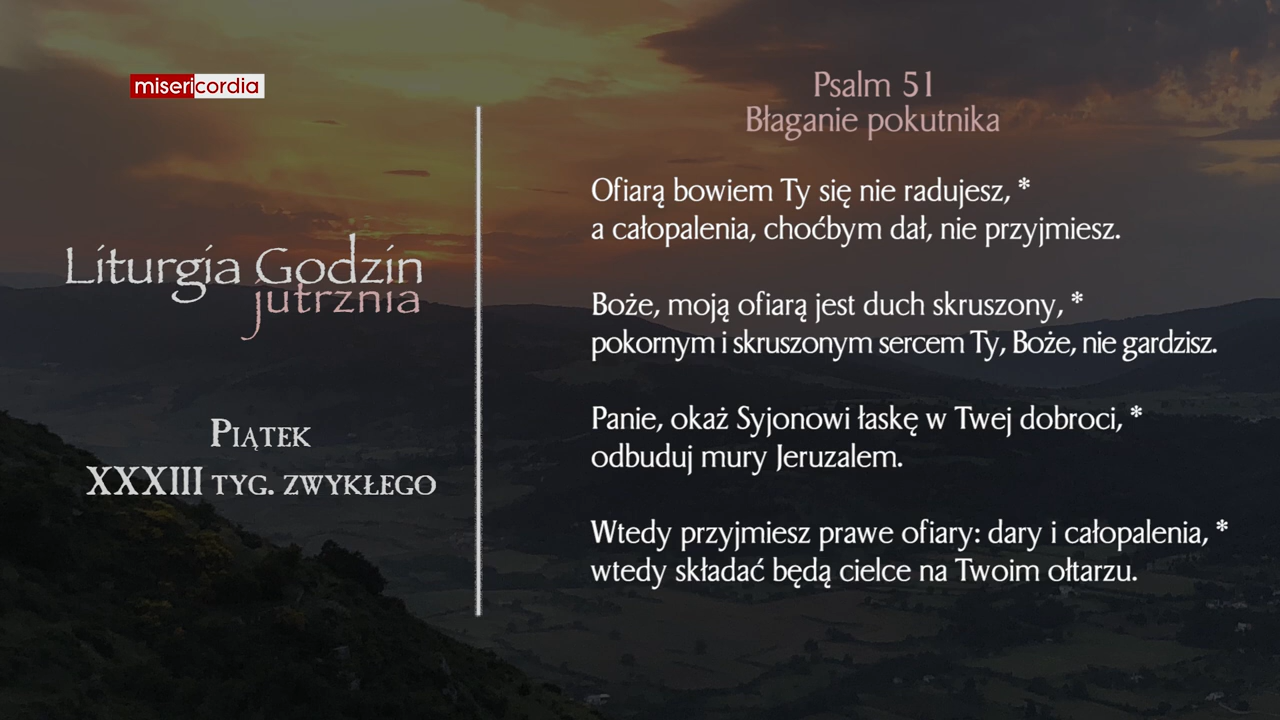 misericordia
Liturgia Godzin
jutrznia
Piątek
XXXIII tyg. zwykłego
Psalm 51
Błaganie pokutnika
Ofiarą bowiem Ty się nie radujesz, *
a całopalenia, choćbym dał, nie przyjmiesz.
Boże, moją ofiarą jest duch skruszony, *
pokornym i skruszonym sercem Ty, Boże, nie gardzisz.
Panie, okaż Syjonowi łaskę w Twej dobroci, *
odbuduj mury Jeruzalem.
Wtedy przyjmiesz prawe ofiary: dary i całopalenia, *
wtedy składać będą cielce na Twoim ołtarzu.